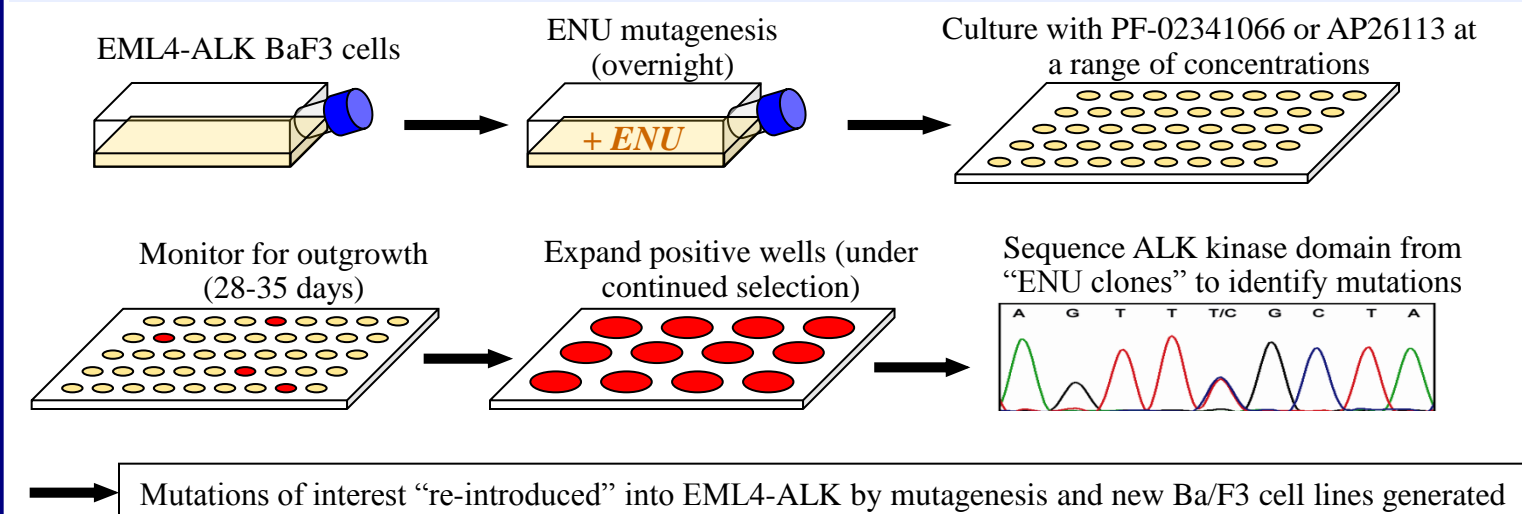 EML4-ALK BaF3 cells
ENU mutagenesis
(overnight)
+ ENU
Culture with PF-02341066 or AP26113 at
a range of concentrations
Monitor for outgrowth
(28-35 days)
Expand positive wells (under
continued selection)
Sequence ALK kinase domain from
“ENU clones” to identify mutations
A G T T T/C G C T A
Mutations of interest “re-introduced” into EML4-ALK by mutagenesis and new Ba/F3 cell lines generated